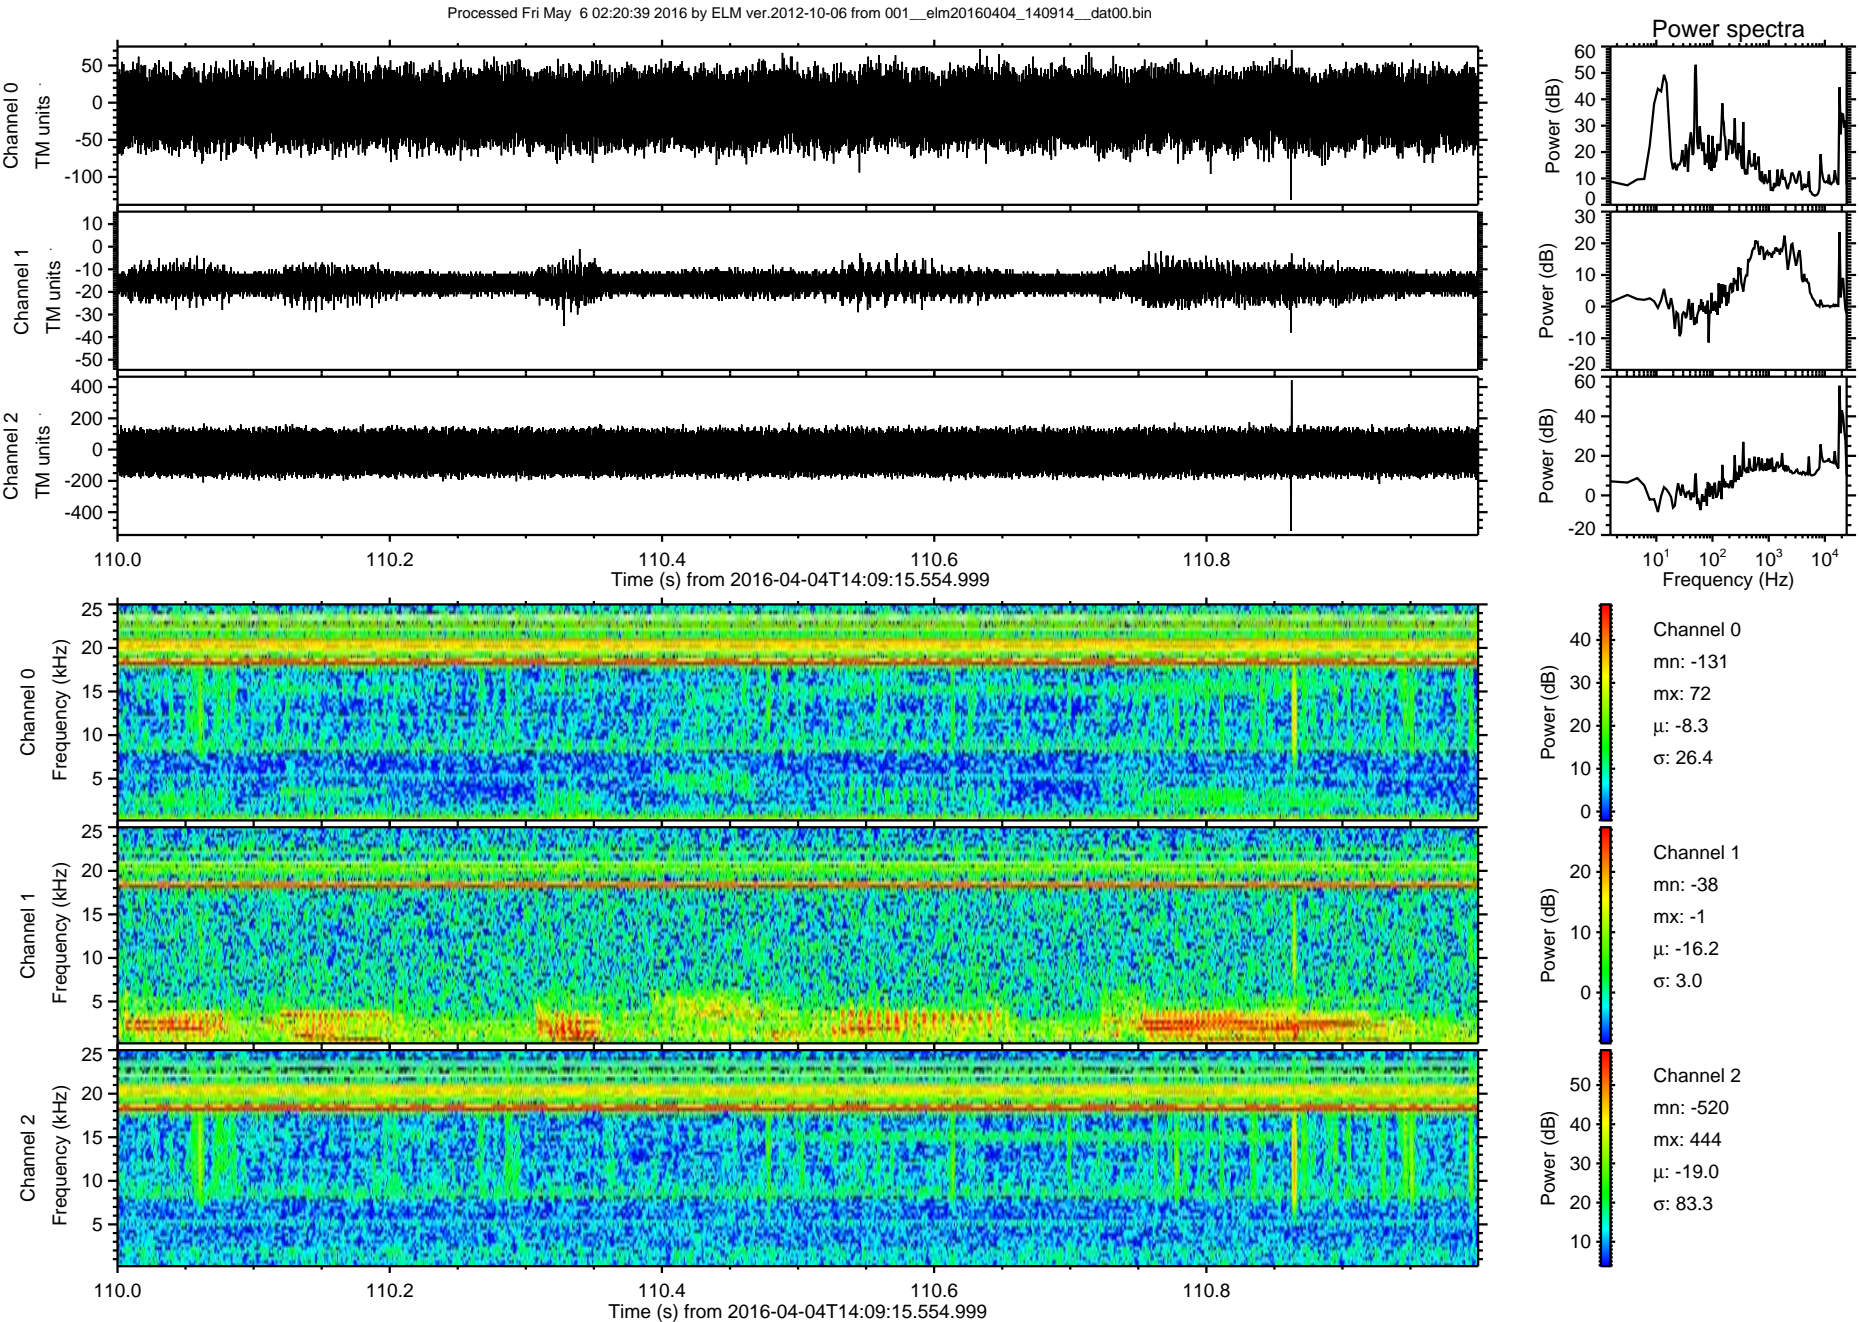 Processed Fri May  6 02:20:39 2016 by ELM ver.2012-10-06 from 001__elm20160404_140914__dat00.bin
Power spectra
Channel 0
TM units
50
0
-50
-100
Power (dB)
60
50
40
30
20
10
0
Channel 1
TM units
10
0
-10
-20
-30
-40
-50
Power (dB)
30
20
10
0
-10
-20
Channel 2
TM units
400
200
0
-200
-400
Power (dB)
60
40
20
0
-20
110.0 110.2 110.4 110.6 110.8
Time (s) from 2016-04-04T14:09:15.554.999
10¹ 10² 10³ 10⁴
Frequency (Hz)
Channel 0
Frequency (kHz)
25
20
15
10
5
Power (dB)
40
30
20
10
0
Channel 0
mn: -131
mx: 72
μ: -8.3
σ: 26.4
Channel 1
Frequency (kHz)
25
20
15
10
5
Power (dB)
20
10
0
Channel 1
mn: -38
mx: -1
μ: -16.2
σ: 3.0
Channel 2
Frequency (kHz)
25
20
15
10
5
Power (dB)
50
40
30
20
10
Channel 2
mn: -520
mx: 444
μ: -19.0
σ: 83.3
110.0 110.2 110.4 110.6 110.8
Time (s) from 2016-04-04T14:09:15.554.999